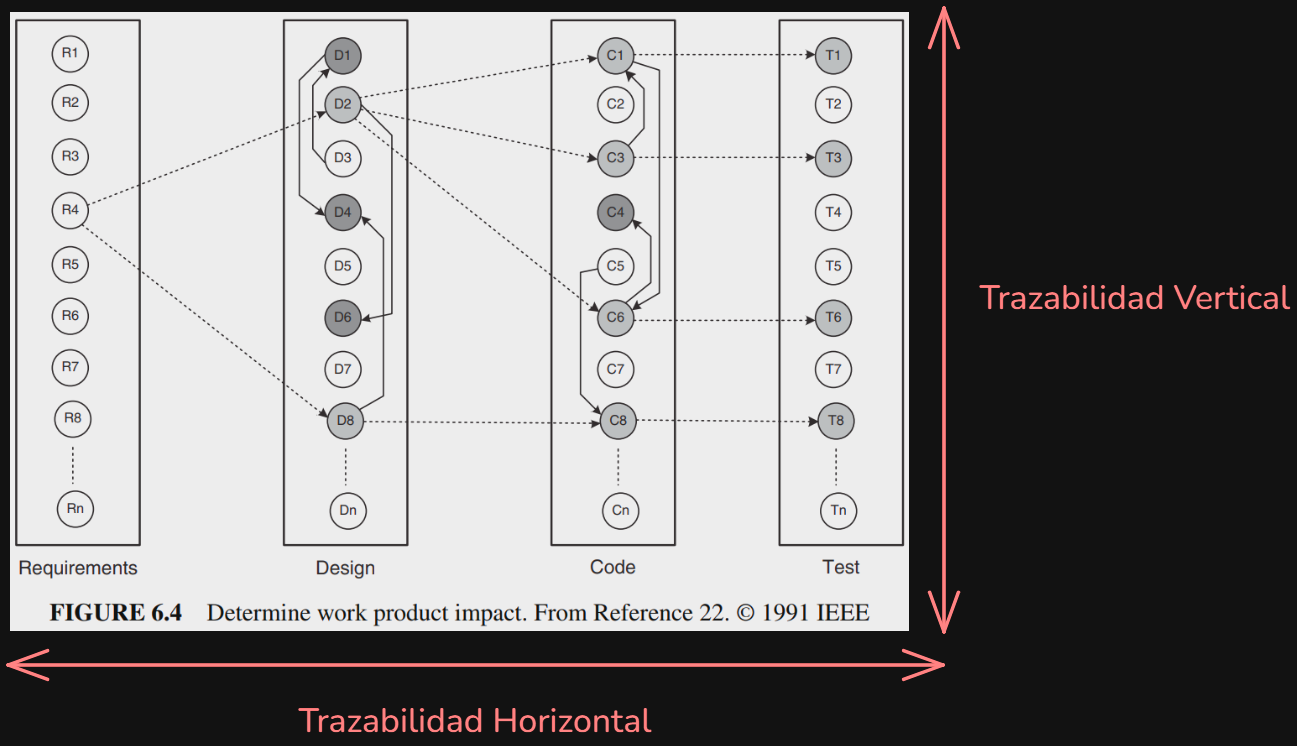 R1
R2
R3
R4
R5
R6
R7
R8
Rn
Requirements
D1
D2
D3
D4
D5
D6
D7
D8
Dn
Design
C1
C2
C3
C4
C5
C6
C7
C8
Cn
Code
T1
T2
T3
T4
T5
T6
T7
T8
Tn
Test
FIGURE 6.4 Determine work product impact. From Reference 22. © 1991 IEEE
Trazabilidad Vertical
Trazabilidad Horizontal